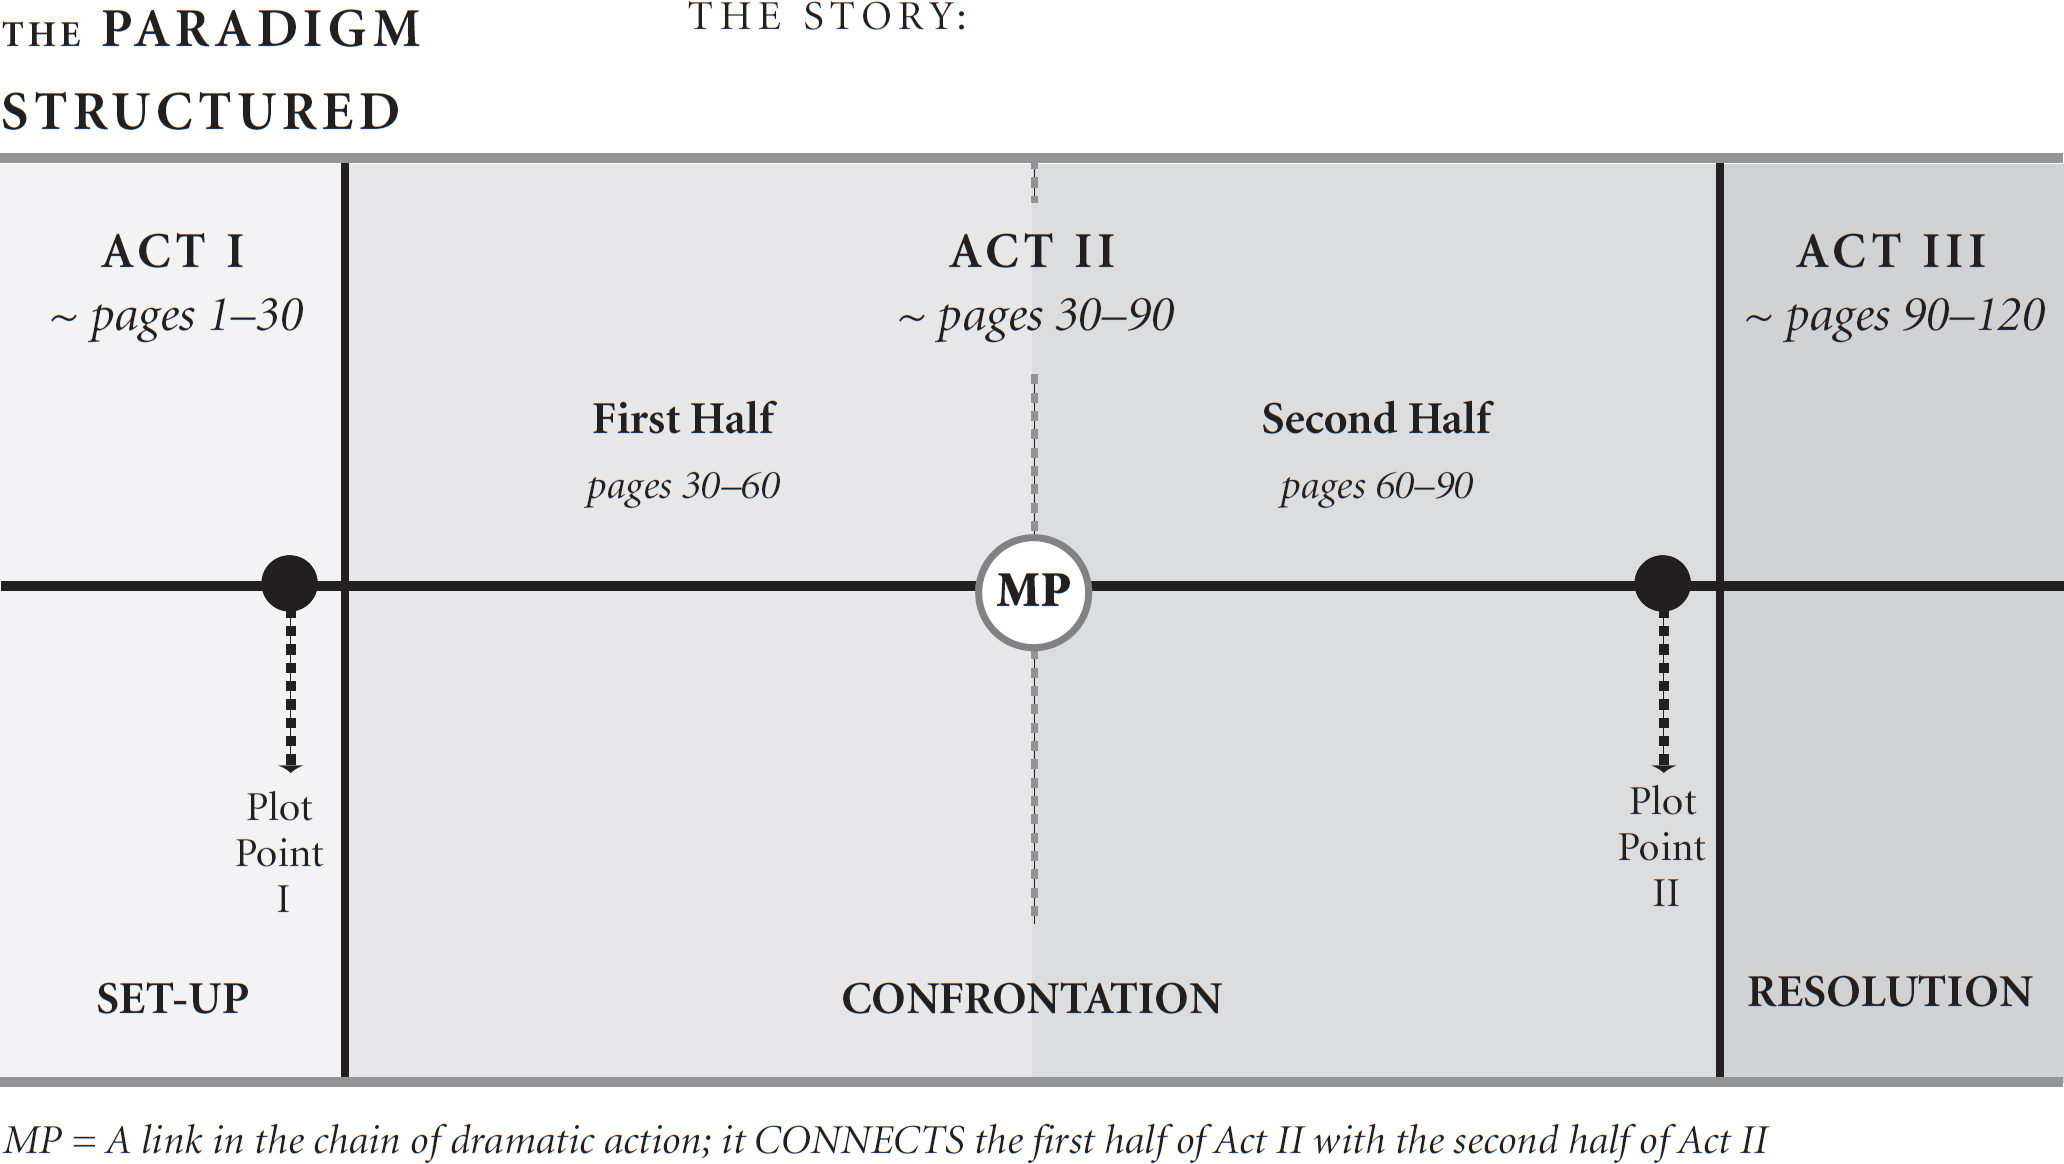 THE PARADIGM
STRUCTURED
THE STORY:
ACT I
~ pages 1–30
ACT II
~ pages 30–90
ACT III
~ pages 90–120
First Half
pages 30–60
Second Half
pages 60–90
MP
Plot
Point
I
Plot
Point
II
SET-UP
CONFRONTATION
RESOLUTION
MP = A link in the chain of dramatic action; it CONNECTS the first half of Act II with the second half of Act II